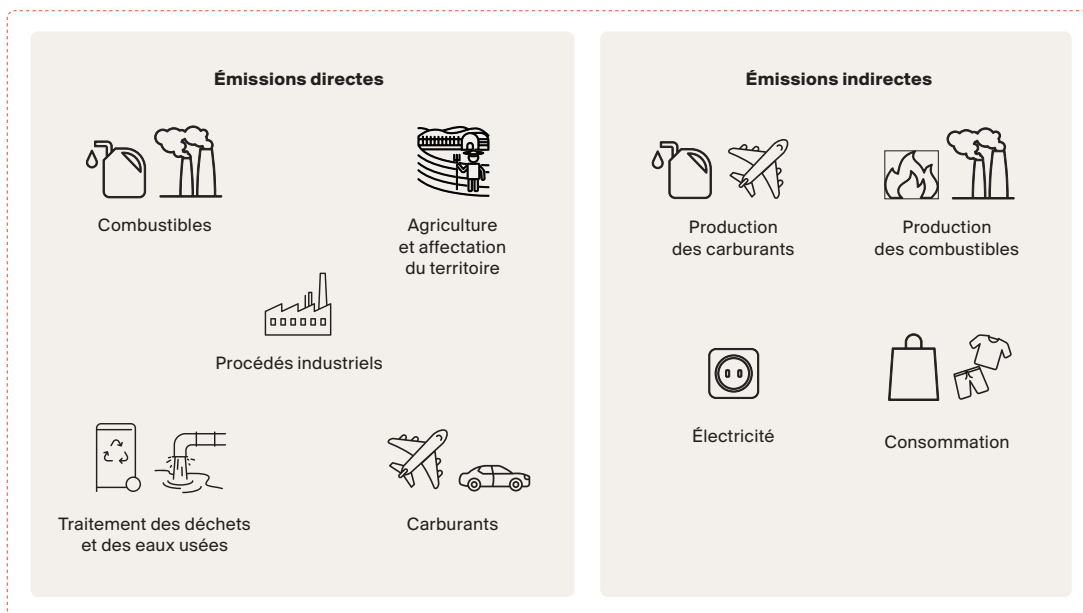 Émissions directes
Combustibles
Agriculture
et affectation
du territoire
Procédés industriels
Traitement des déchets
et des eaux usées
Carburants
Émissions indirectes
Production
des carburants
Production
des combustibles
Électricité
Consommation